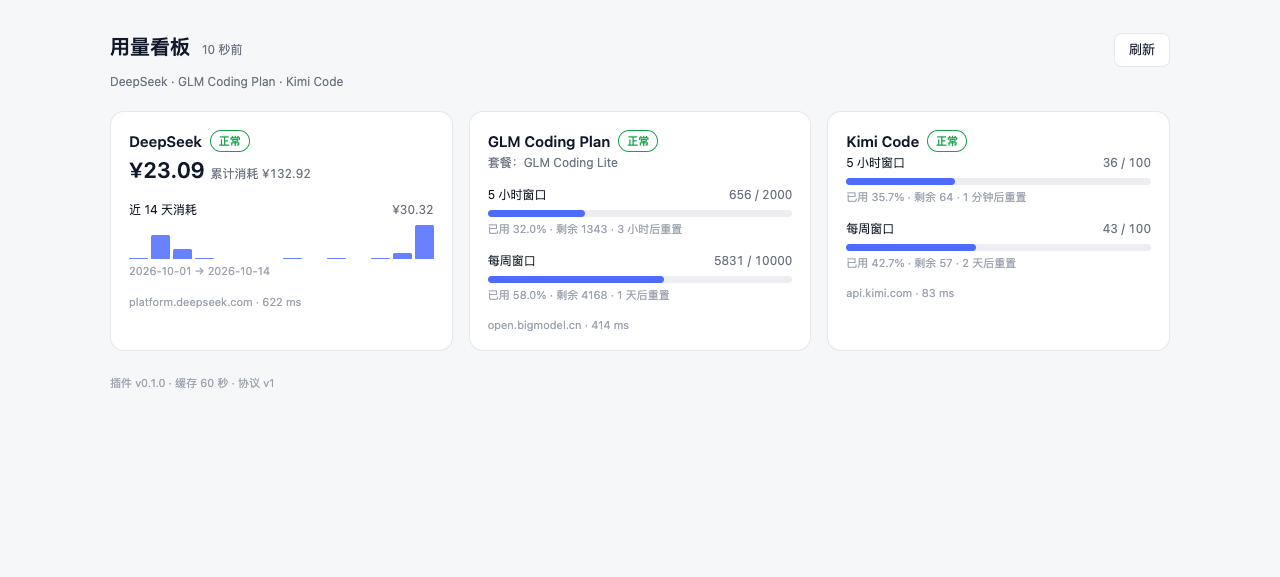 用量看板 10 秒前
刷新
DeepSeek · GLM Coding Plan · Kimi Code
DeepSeek 正常
¥23.09 累计消耗 ¥132.92
近 14 天消耗 ¥30.32
2026-10-01 → 2026-10-14
platform.deepseek.com · 622 ms
GLM Coding Plan 正常
套餐：GLM Coding Lite
5 小时窗口 656 / 2000
已用 32.0% · 剩余 1343 · 3 小时后重置
每周窗口 5831 / 10000
已用 58.0% · 剩余 4168 · 1 天后重置
open.bigmodel.cn · 414 ms
Kimi Code 正常
5 小时窗口 36 / 100
已用 35.7% · 剩余 64 · 1 分钟后重置
每周窗口 43 / 100
已用 42.7% · 剩余 57 · 2 天后重置
api.kimi.com · 83 ms
插件 v0.1.0 · 缓存 60 秒 · 协议 v1